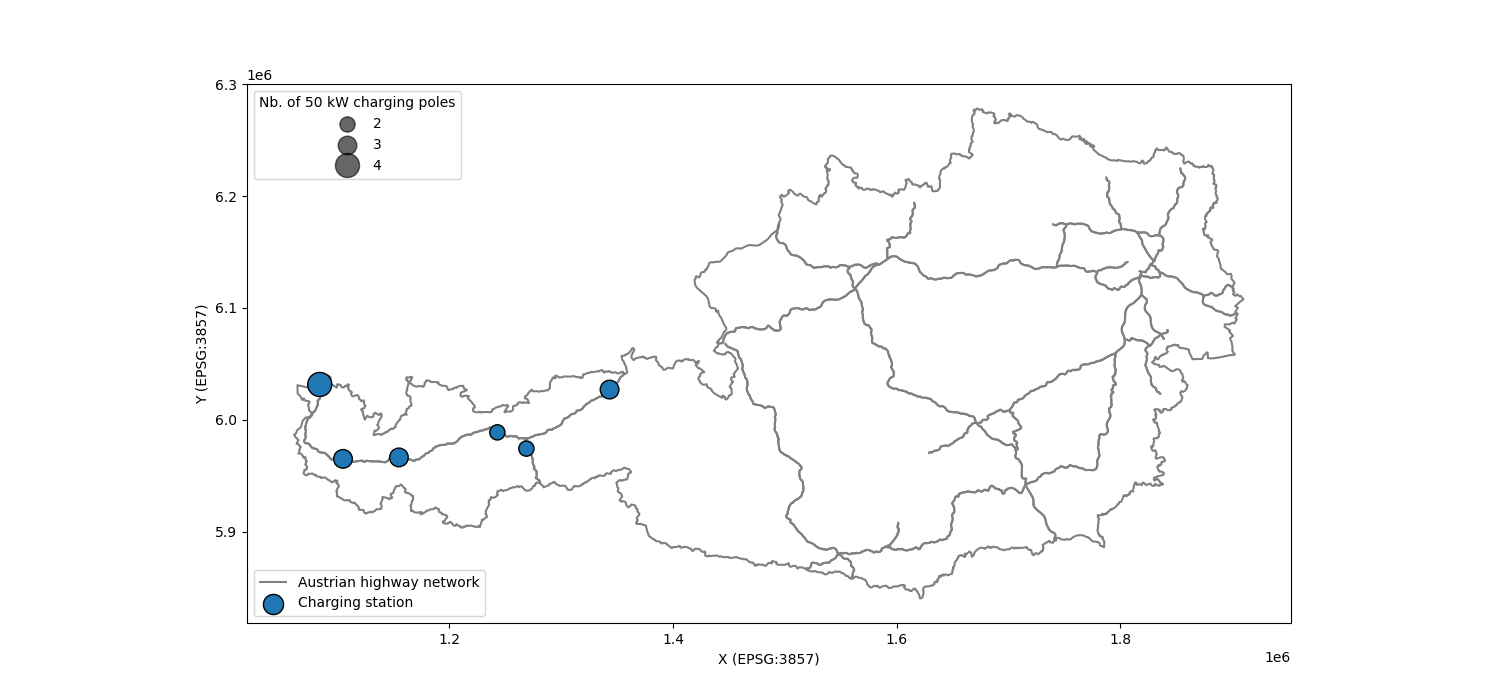 1e6
6.3
Nb. of 50 kW charging poles
2
3
4
6.2
6.1
Y (EPSG:3857)
6.0
5.9
Austrian highway network
Charging station
1.2
1.4
1.6
1.8
X (EPSG:3857)
1e6